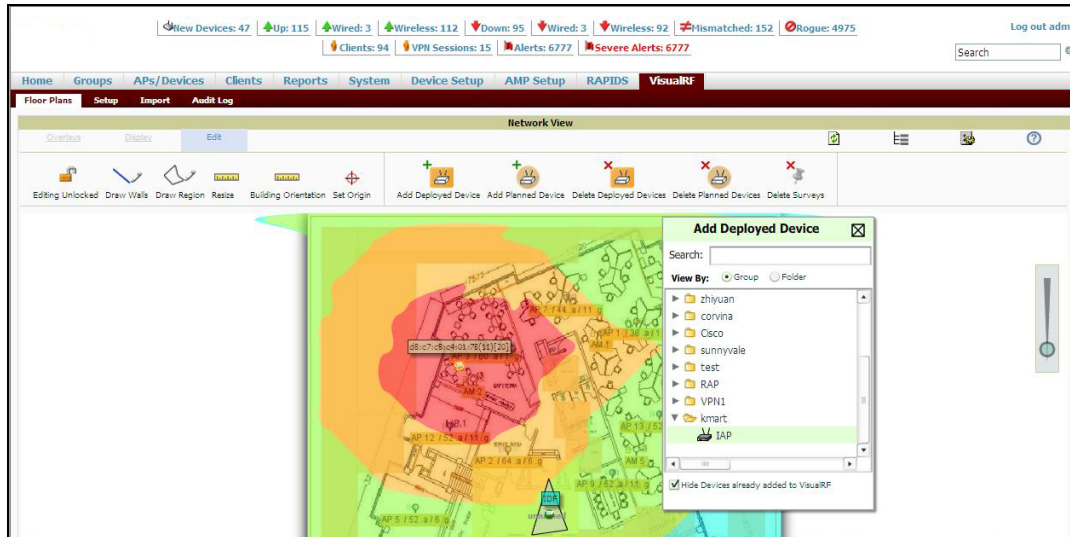 New Devices: 47 Up: 115 Wired: 3 Wireless: 112 Down: 95 Wired: 3 Wireless: 92 Mismatched: 152 Rogue: 4975
Log out adm
Clients: 94 VPN Sessions: 15 Alerts: 6777 Severe Alerts: 6777
Search
Home Groups APs/Devices Clients Reports System Device Setup AMP Setup RAPIDS VisualRF
Floor Plans Setup Import Audit Log
Network View
Overlays Display Edit
Editing Unlocked Draw Walls Draw Region Resize Building Orientation Set Origin Add Deployed Device Add Planned Device Delete Deployed Devices Delete Planned Devices Delete Surveys
Add Deployed Device
Search:
View By: Group Folder
zhiyuan
corvina
Cisco
sunnyvale
test
RAP
VPN1
kmart
IAP
Hide Devices already added to VisualRF
AP 7 / 44 a / 11 g
AM 1
d8:c7:c8:c4:01:78(11)[20]
AM 2
AP 12 / 52 a / 11 g
AP 13 / 52
AP 2 / 64 a / 6 g
AM 5
AP 9 / 52 a / 11 g
AP 5 / 52 a / 6 g